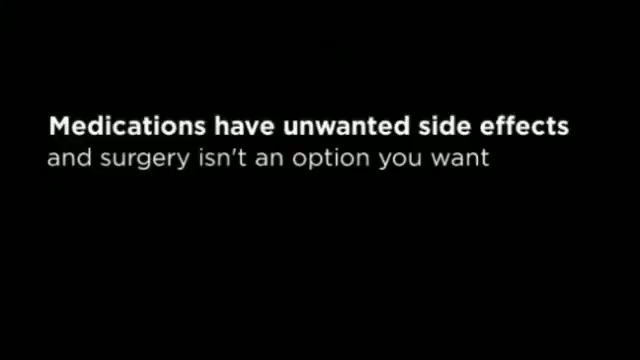 Medications have unwanted side effects
and surgery isn't an option you want